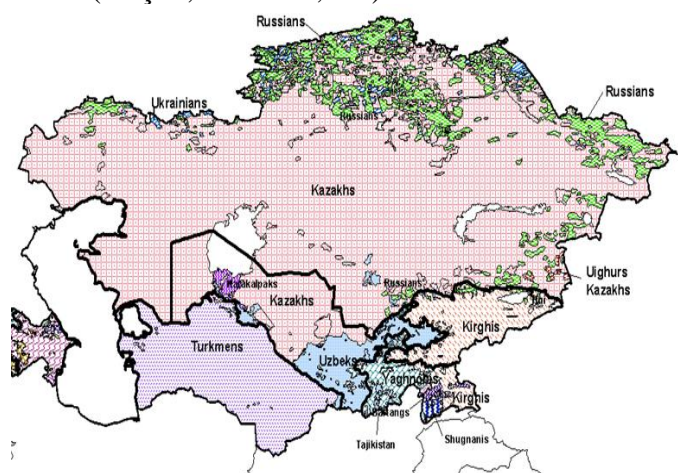 Russians
Ukrainians
Russians
Russians
Kazakhs
Uighurs
Kazakhs
Karakalpaks
Kazakhs
Russians
Kirghis
Turkmens
Uzbeks
Yaghnobis
Kirghis
Tajikistan
Shugnanis